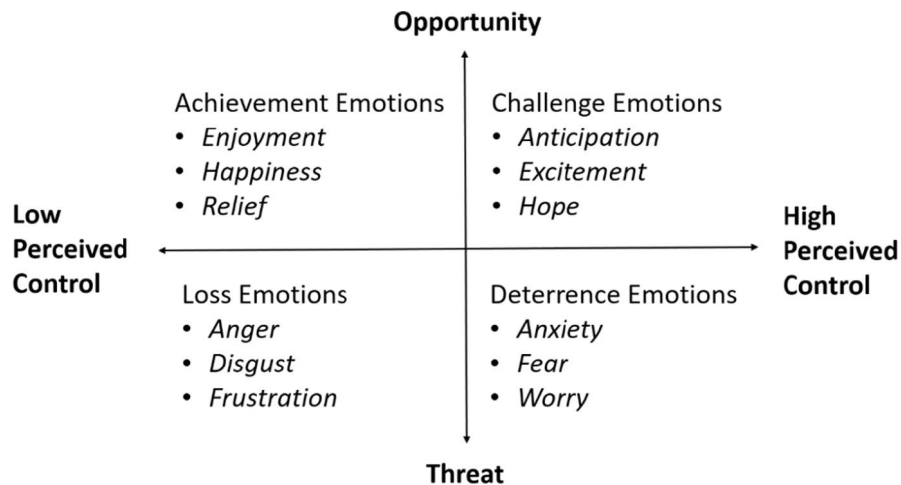 Opportunity
Achievement Emotions
• Enjoyment
• Happiness
• Relief
Challenge Emotions
• Anticipation
• Excitement
• Hope
Low
Perceived
Control
High
Perceived
Control
Loss Emotions
• Anger
• Disgust
• Frustration
Deterrence Emotions
• Anxiety
• Fear
• Worry
Threat